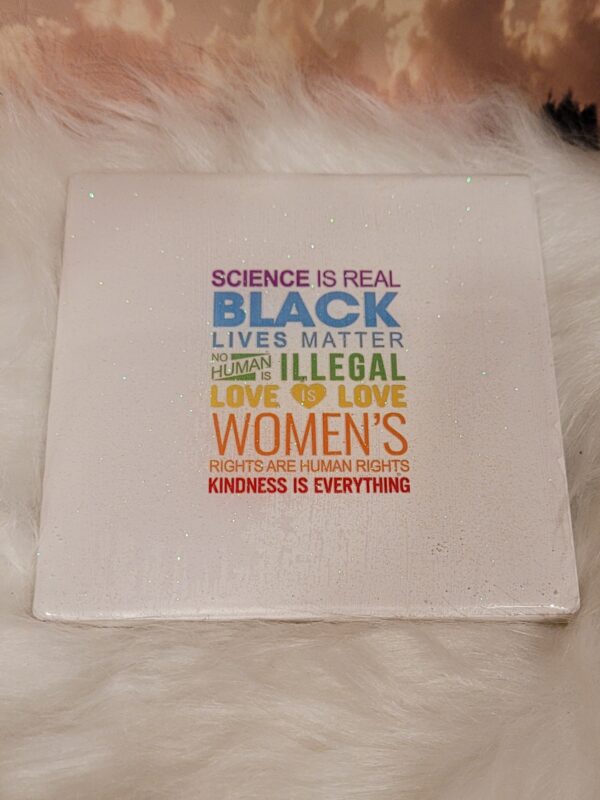 SCIENCE IS REAL
BLACK
LIVES MATTER
NO HUMAN IS ILLEGAL
LOVE IS LOVE
WOMEN'S
RIGHTS ARE HUMAN RIGHTS
KINDNESS IS EVERYTHING